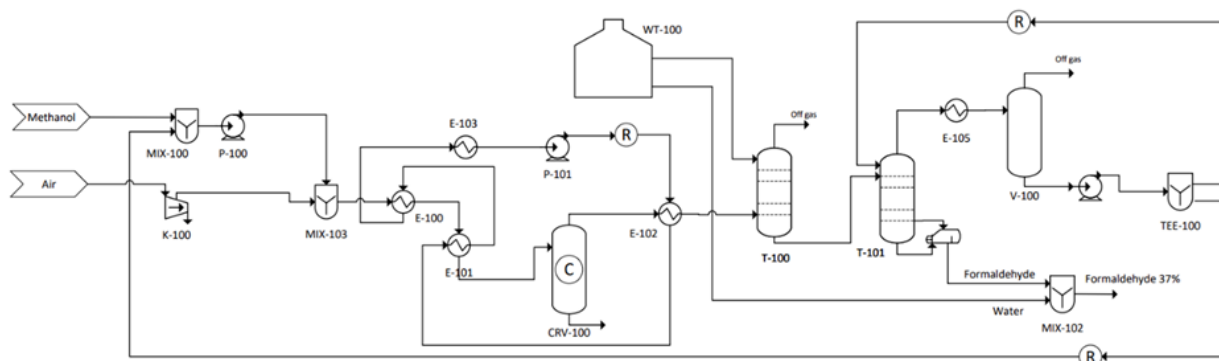 WT-100
R
Off gas
Off gas
E-105
Methanol
MIX-100
P-100
E-103
R
P-101
Air
K-100
MIX-103
E-100
E-101
C
CRV-100
E-102
T-100
T-101
V-100
TEE-100
Formaldehyde
Formaldehyde 37%
Water
MIX-102
R